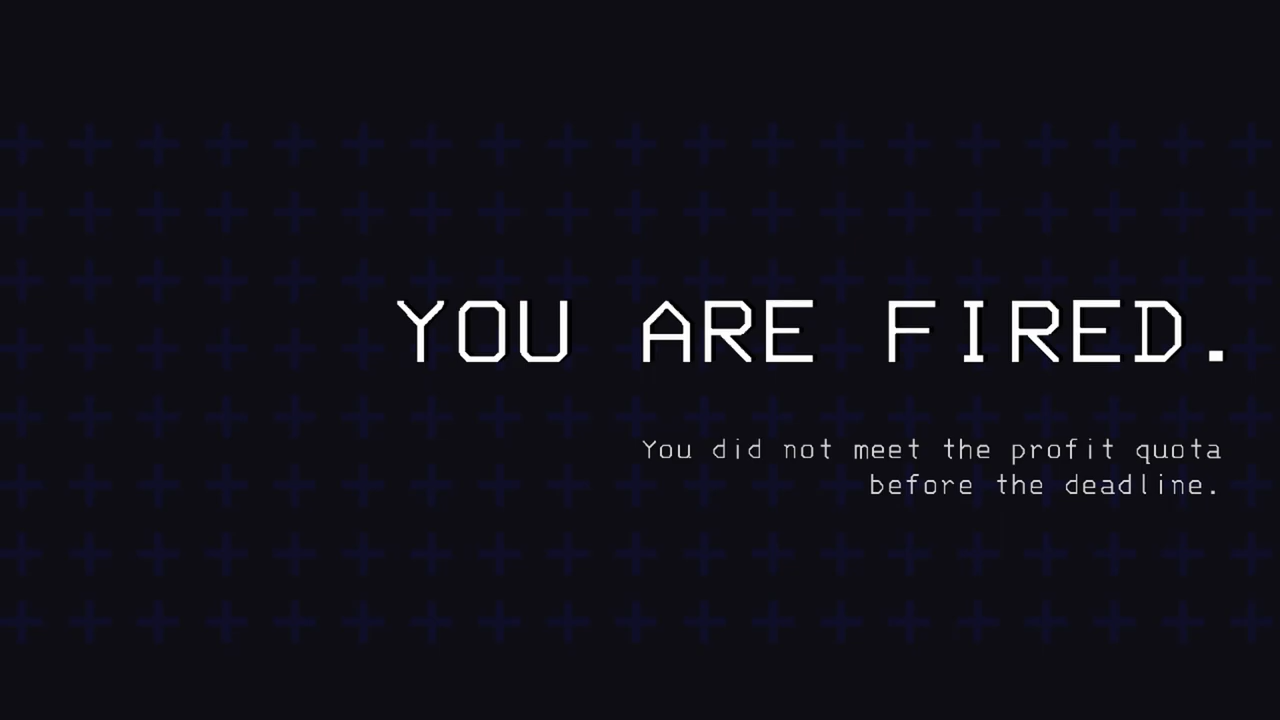 YOU ARE FIRED.
You did not meet the profit quota
before the deadline.